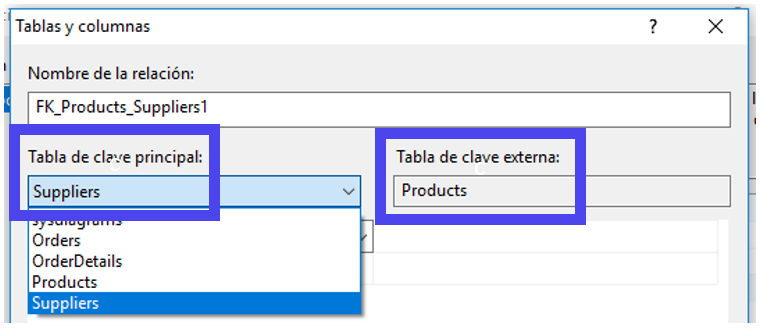 Tablas y columnas
?
Nombre de la relación:
FK_Products_Suppliers1
Tabla de clave principal:
Tabla de clave externa:
Suppliers
Products
sysdiagrams
Orders
OrderDetails
Products
Suppliers